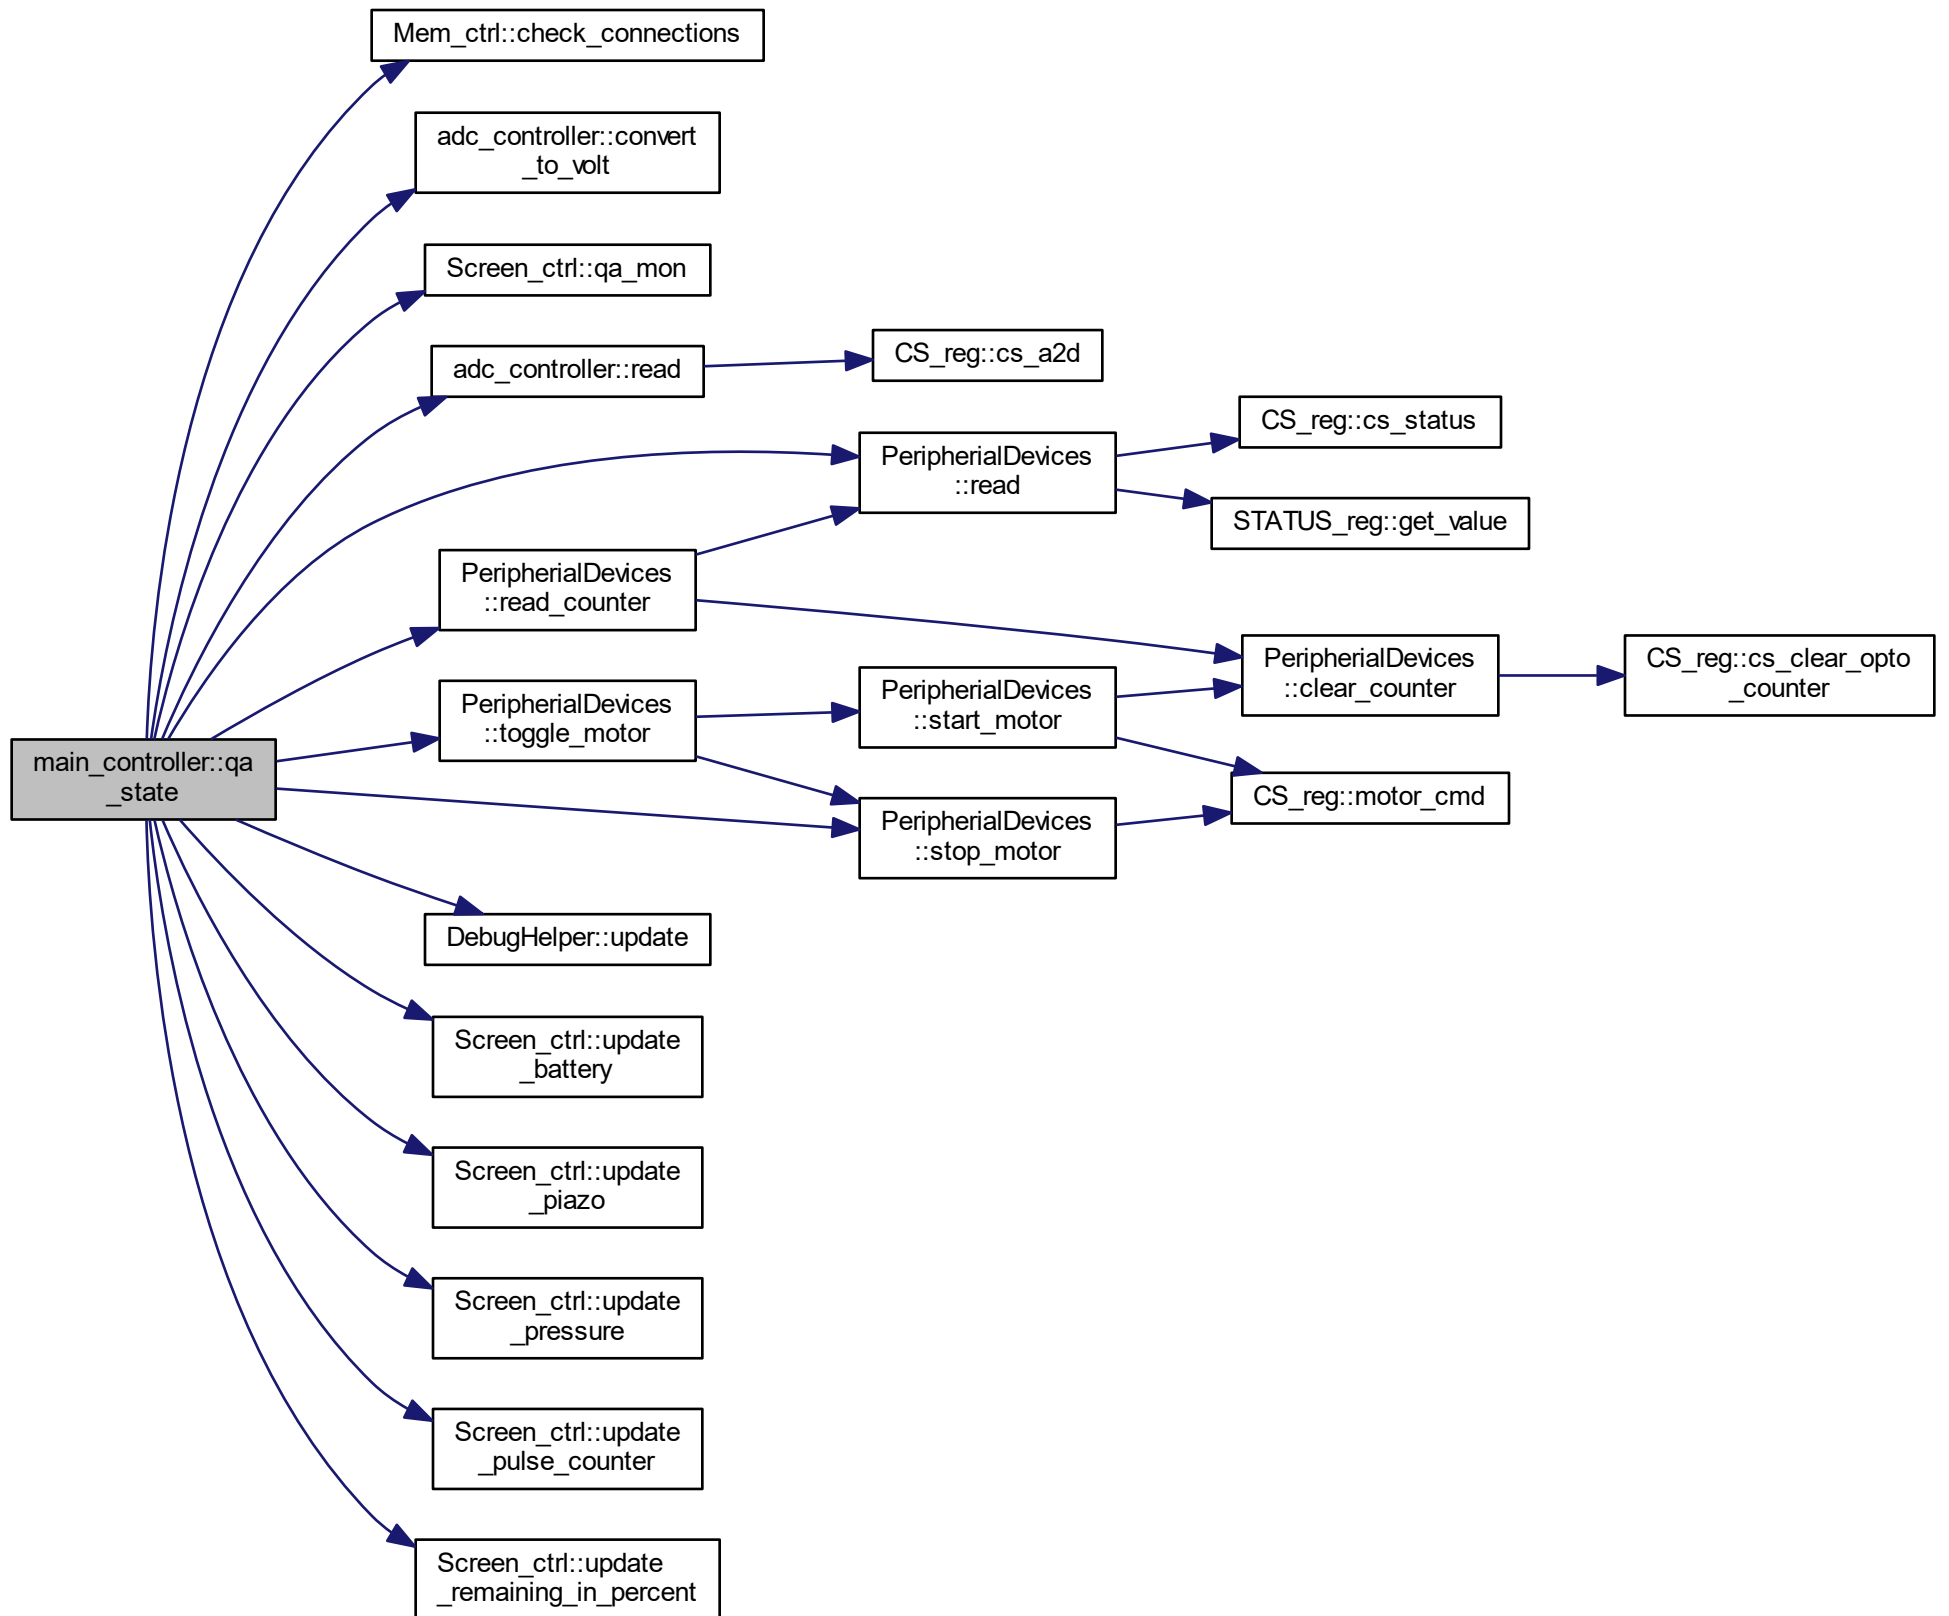 Mem_ctrl::check_connections
adc_controller::convert
_to_volt
Screen_ctrl::qa_mon
adc_controller::read
CS_reg::cs_a2d
PeripherialDevices
::read
CS_reg::cs_status
STATUS_reg::get_value
PeripherialDevices
::read_counter
PeripherialDevices
::clear_counter
CS_reg::cs_clear_opto
_counter
PeripherialDevices
::toggle_motor
PeripherialDevices
::start_motor
main_controller::qa
_state
CS_reg::motor_cmd
PeripherialDevices
::stop_motor
DebugHelper::update
Screen_ctrl::update
_battery
Screen_ctrl::update
_piazo
Screen_ctrl::update
_pressure
Screen_ctrl::update
_pulse_counter
Screen_ctrl::update
_remaining_in_percent